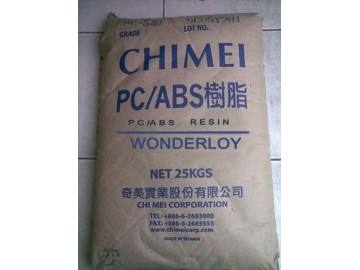 GRADE LOT NO.
CHIMEI
PC/ABS樹脂
PC/ABS RESIN
WONDERLOY
NET 25KGS
奇美實業股份有限公司
CHI MEI CORPORATION
TEL: +886-6-2663000
FAX: +886-6-2665555
www.chimeicorp.com
MADE IN TAIWAN